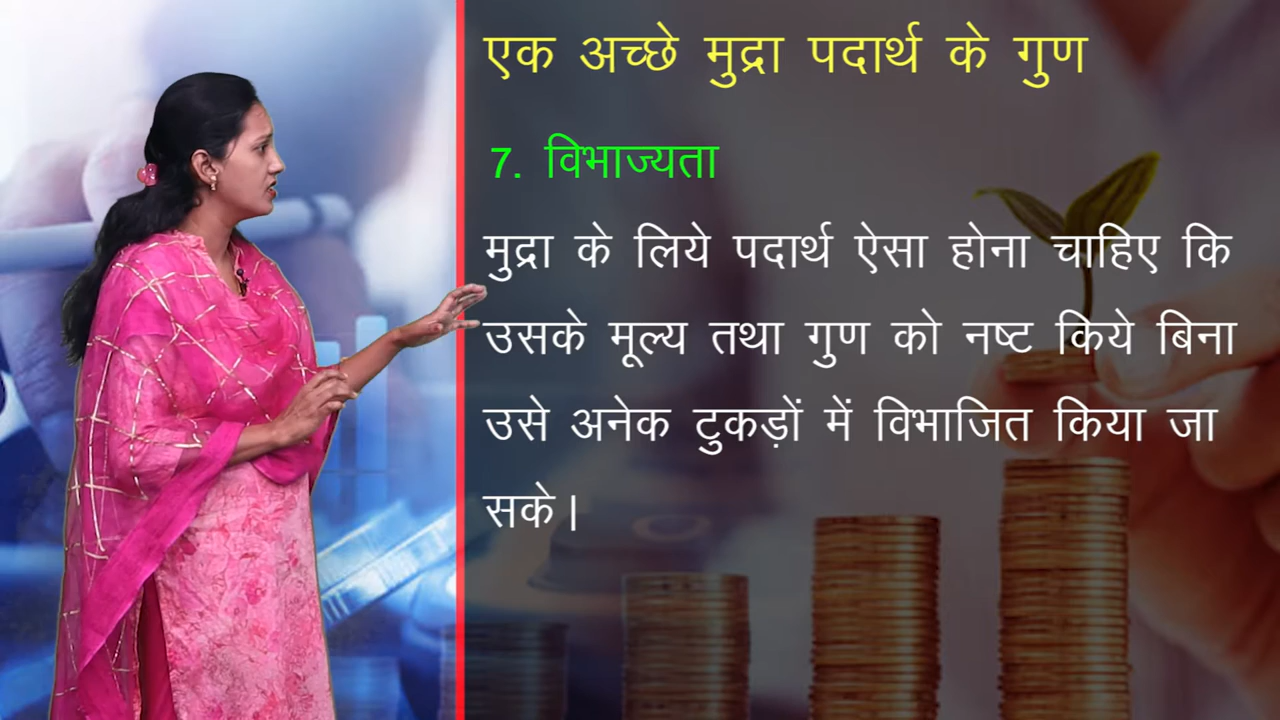 एक अच्छे मुद्रा पदार्थ के गुण
7. विभाज्यता
मुद्रा के लिये पदार्थ ऐसा होना चाहिए कि
उसके मूल्य तथा गुण को नष्ट किये बिना
उसे अनेक टुकड़ों में विभाजित किया जा
सके।